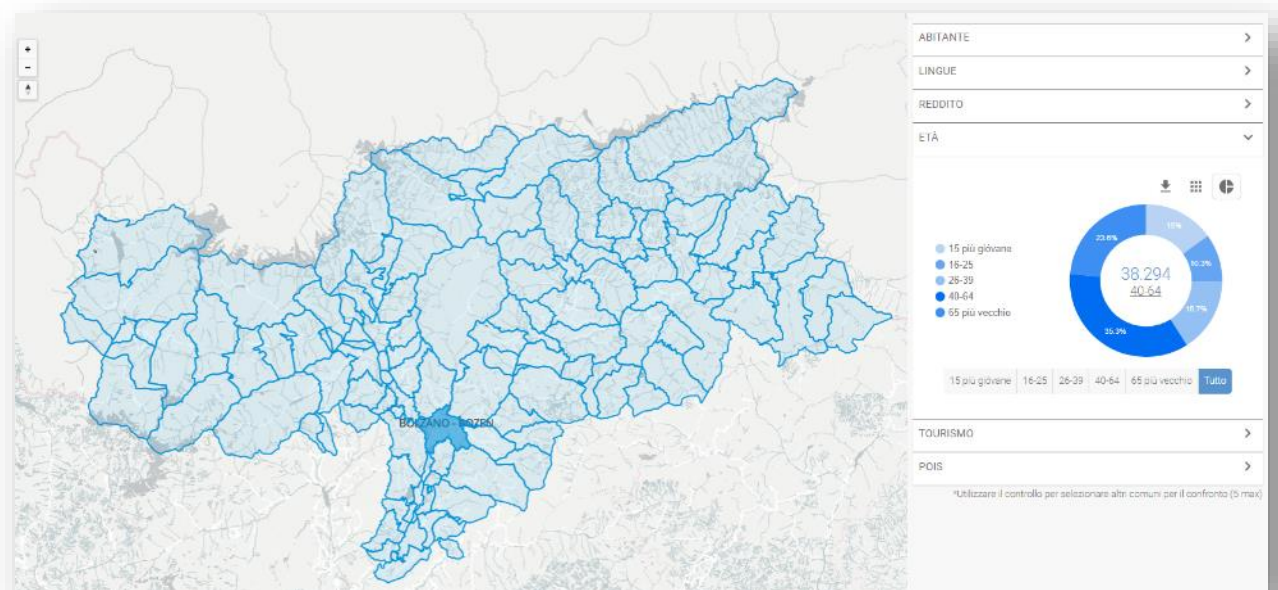 +
-
BOLZANO - BOZEN
ABITANTE
LINGUE
REDDITO
ETÀ
15 più giovane
16-25
26-39
40-64
65 più vecchio
23.6%
15%
10.3%
15.7%
35.3%
38.294
40-64
15 più giovane 16-25 26-39 40-64 65 più vecchio Tutto
TOURISMO
POIS
*Utilizzare il controllo per selezionare altri comuni per il confronto (5 max)